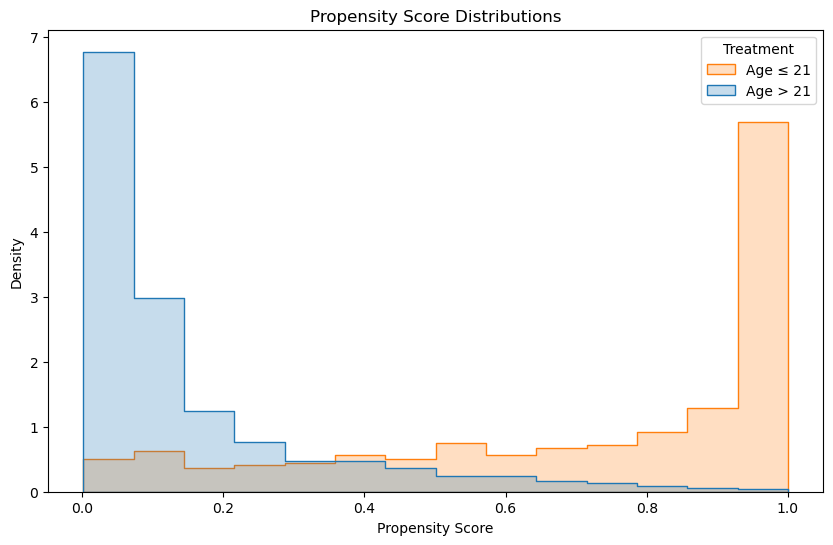 Propensity Score Distributions
Treatment
Age ≤ 21
Age > 21
Density
7
6
5
4
3
2
1
0
0.0 0.2 0.4 0.6 0.8 1.0
Propensity Score